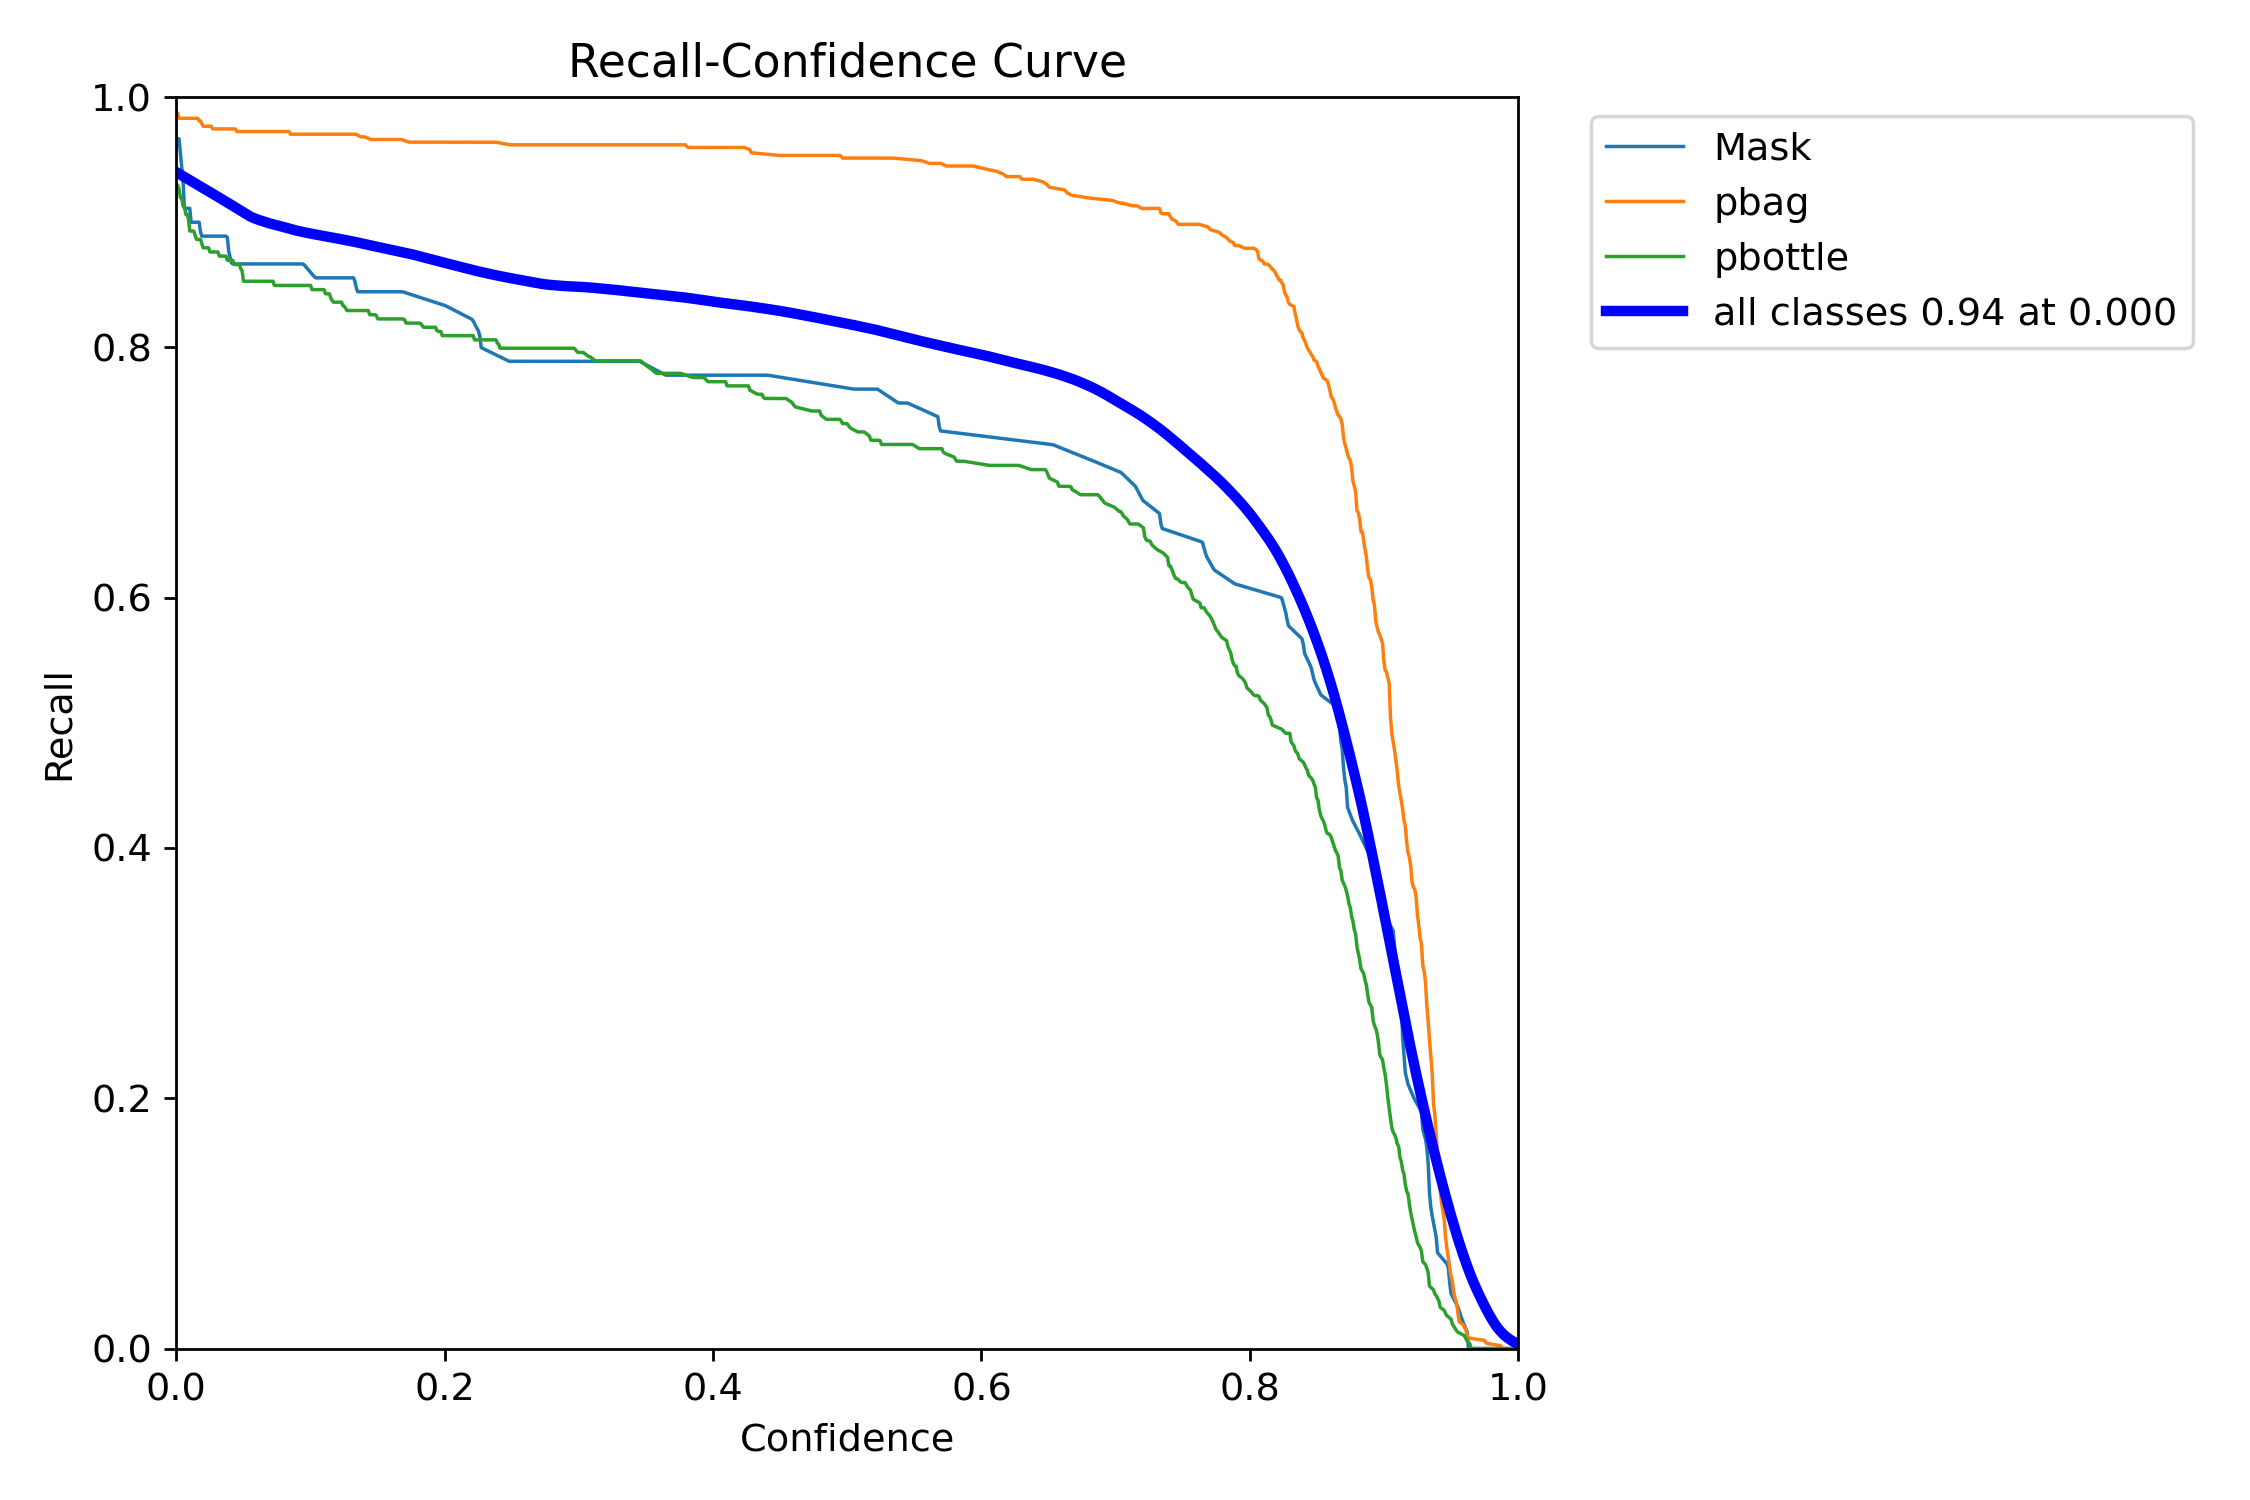 Recall-Confidence Curve
1.0
0.8
0.6
0.4
0.2
0.0
Recall
0.0 0.2 0.4 0.6 0.8 1.0
Confidence
Mask
pbag
pbottle
all classes 0.94 at 0.000